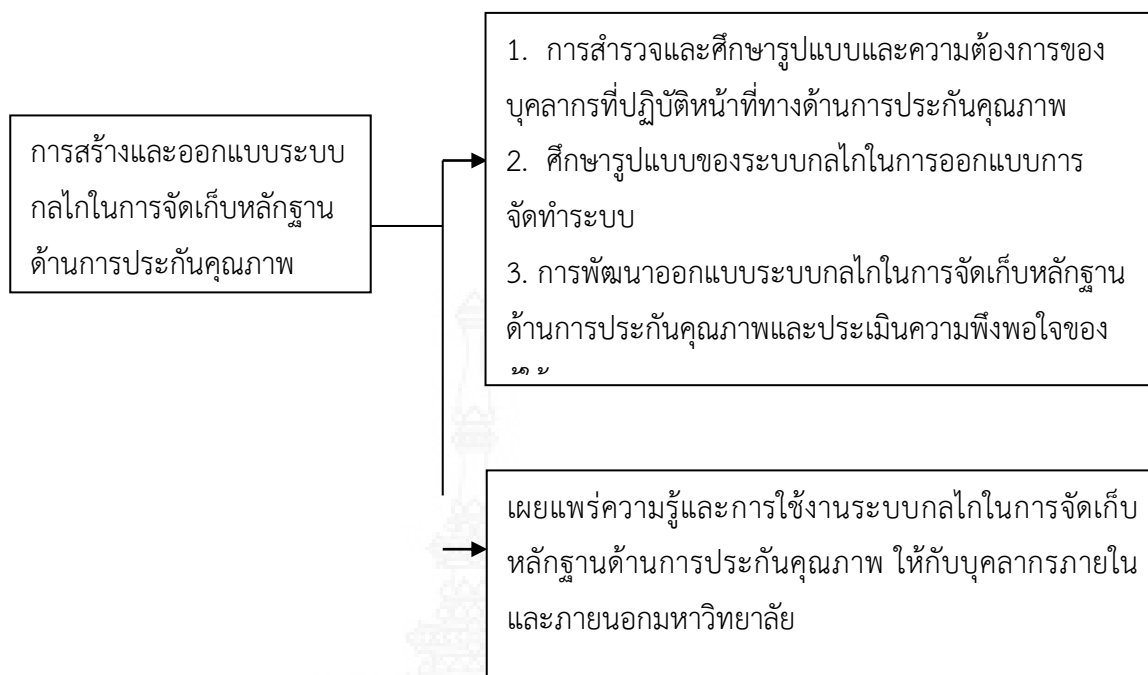 การสร้างและออกแบบระบบ
กลไกในการจัดเก็บหลักฐาน
ด้านการประกันคุณภาพ
1. การสำรวจและศึกษารูปแบบและความต้องการของ
บุคลากรที่ปฏิบัติหน้าที่ทางด้านการประกันคุณภาพ
2. ศึกษารูปแบบของระบบกลไกในการออกแบบการ
จัดทำระบบ
3. การพัฒนาออกแบบระบบกลไกในการจัดเก็บหลักฐาน
ด้านการประกันคุณภาพและประเมินความพึงพอใจของ
เผยแพร่ความรู้และการใช้งานระบบกลไกในการจัดเก็บ
หลักฐานด้านการประกันคุณภาพ ให้กับบุคลากรภายใน
และภายนอกมหาวิทยาลัย